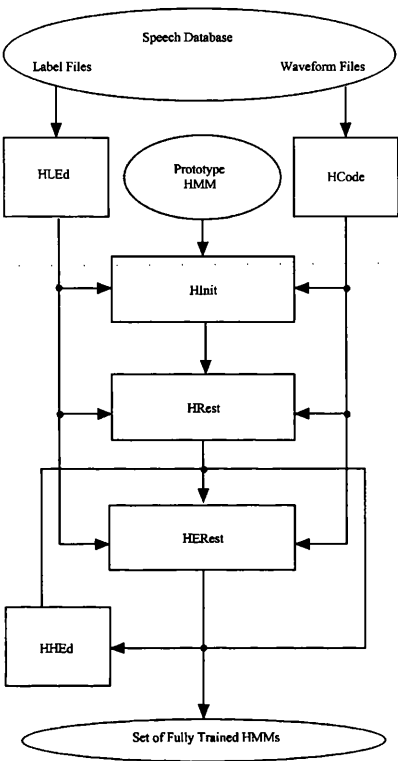 Speech Database
Label Files
Waveform Files
HLEd
Prototype
HMM
HCode
HInit
HRest
HERest
HHEd
Set of Fully Trained HMMs